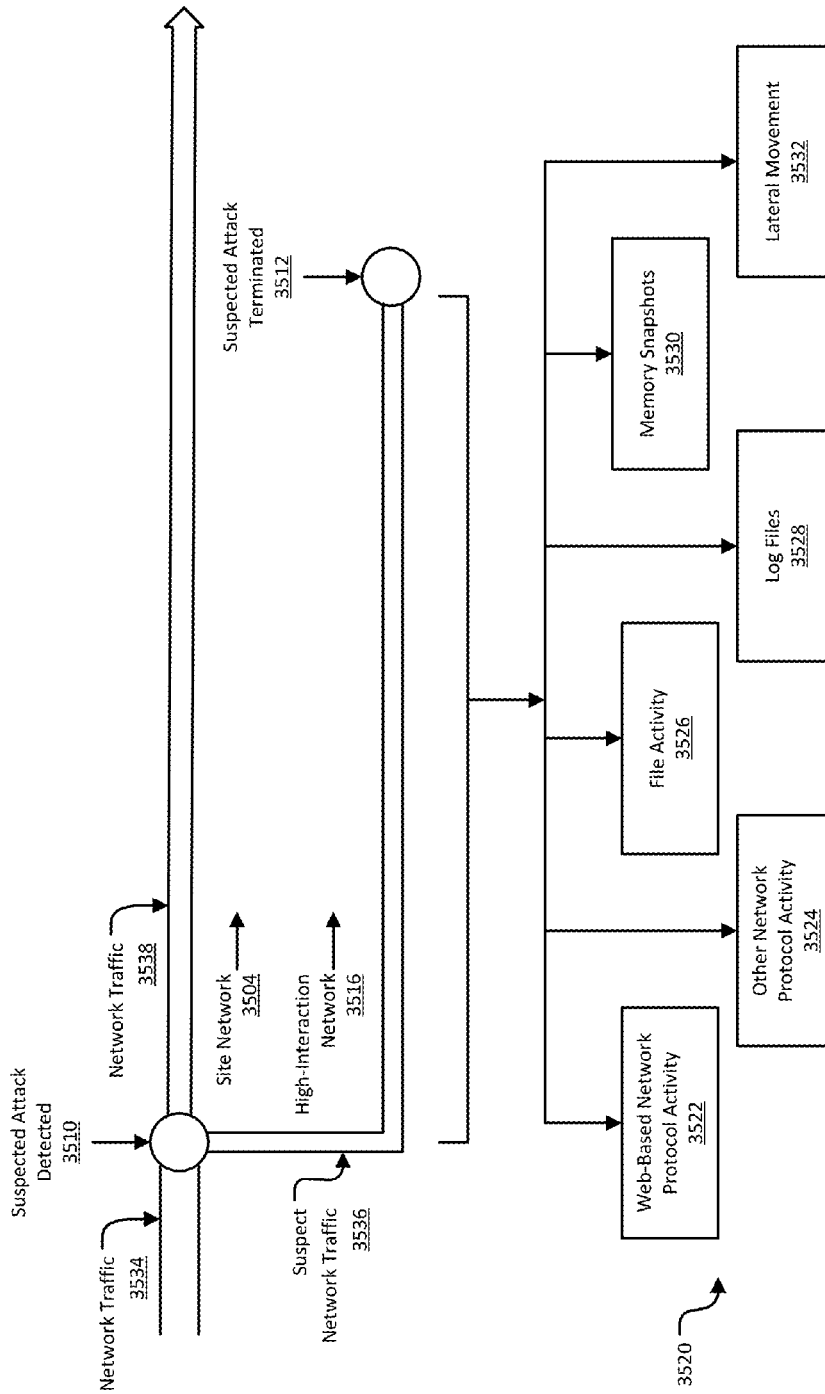 Suspected Attack
Detected
3510
Network Traffic
3534
Network Traffic
3538
Site Network
3504
High-Interaction
Network
3516
Suspect
Network Traffic
3536
Suspected Attack
Terminated
3512
Web-Based Network
Protocol Activity
3522
Other Network
Protocol Activity
3524
File Activity
3526
Log Files
3528
Memory Snapshots
3530
Lateral Movement
3532
3520